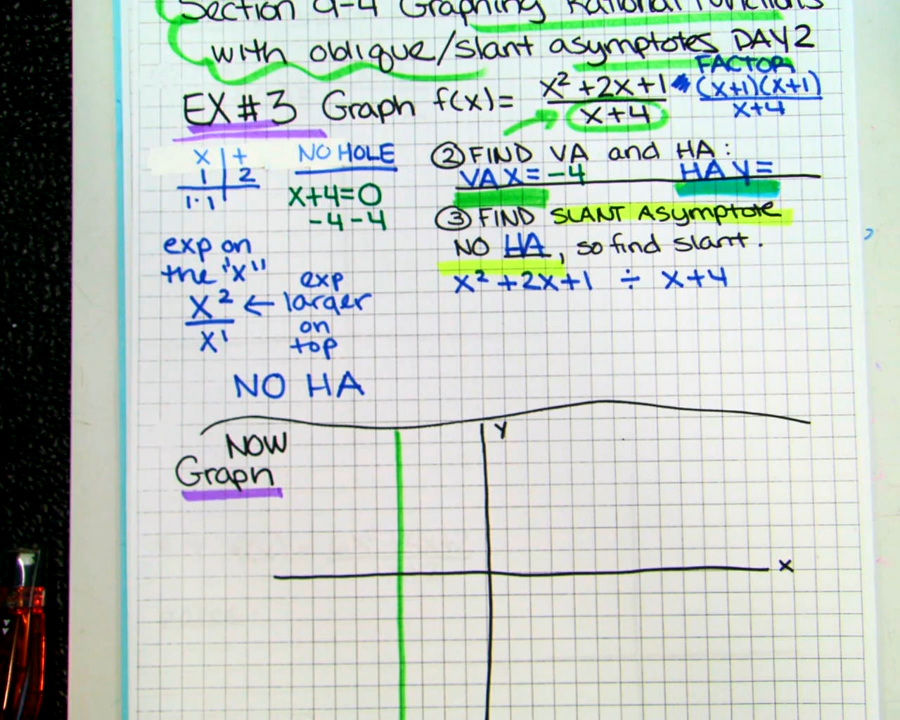 Section 9-4 Graphing Rational Functions
with oblique/slant asymptotes DAY 2
FACTOR
EX #3 Graph f(x) = x² + 2x + 1 / x + 4 (x+1)(x+1) / x+4
x | +
1 | 2
1·1
NO HOLE
x+4=0
-4 -4
② FIND VA and HA:
VA X = -4 HA Y =
③ FIND SLANT Asymptote
NO HA, so find slant.
x² + 2x + 1 ÷ x + 4
exp on
the "x"
x² / x¹ ← exp
larger
on
top
NO HA
NOW
Graph
Y
X